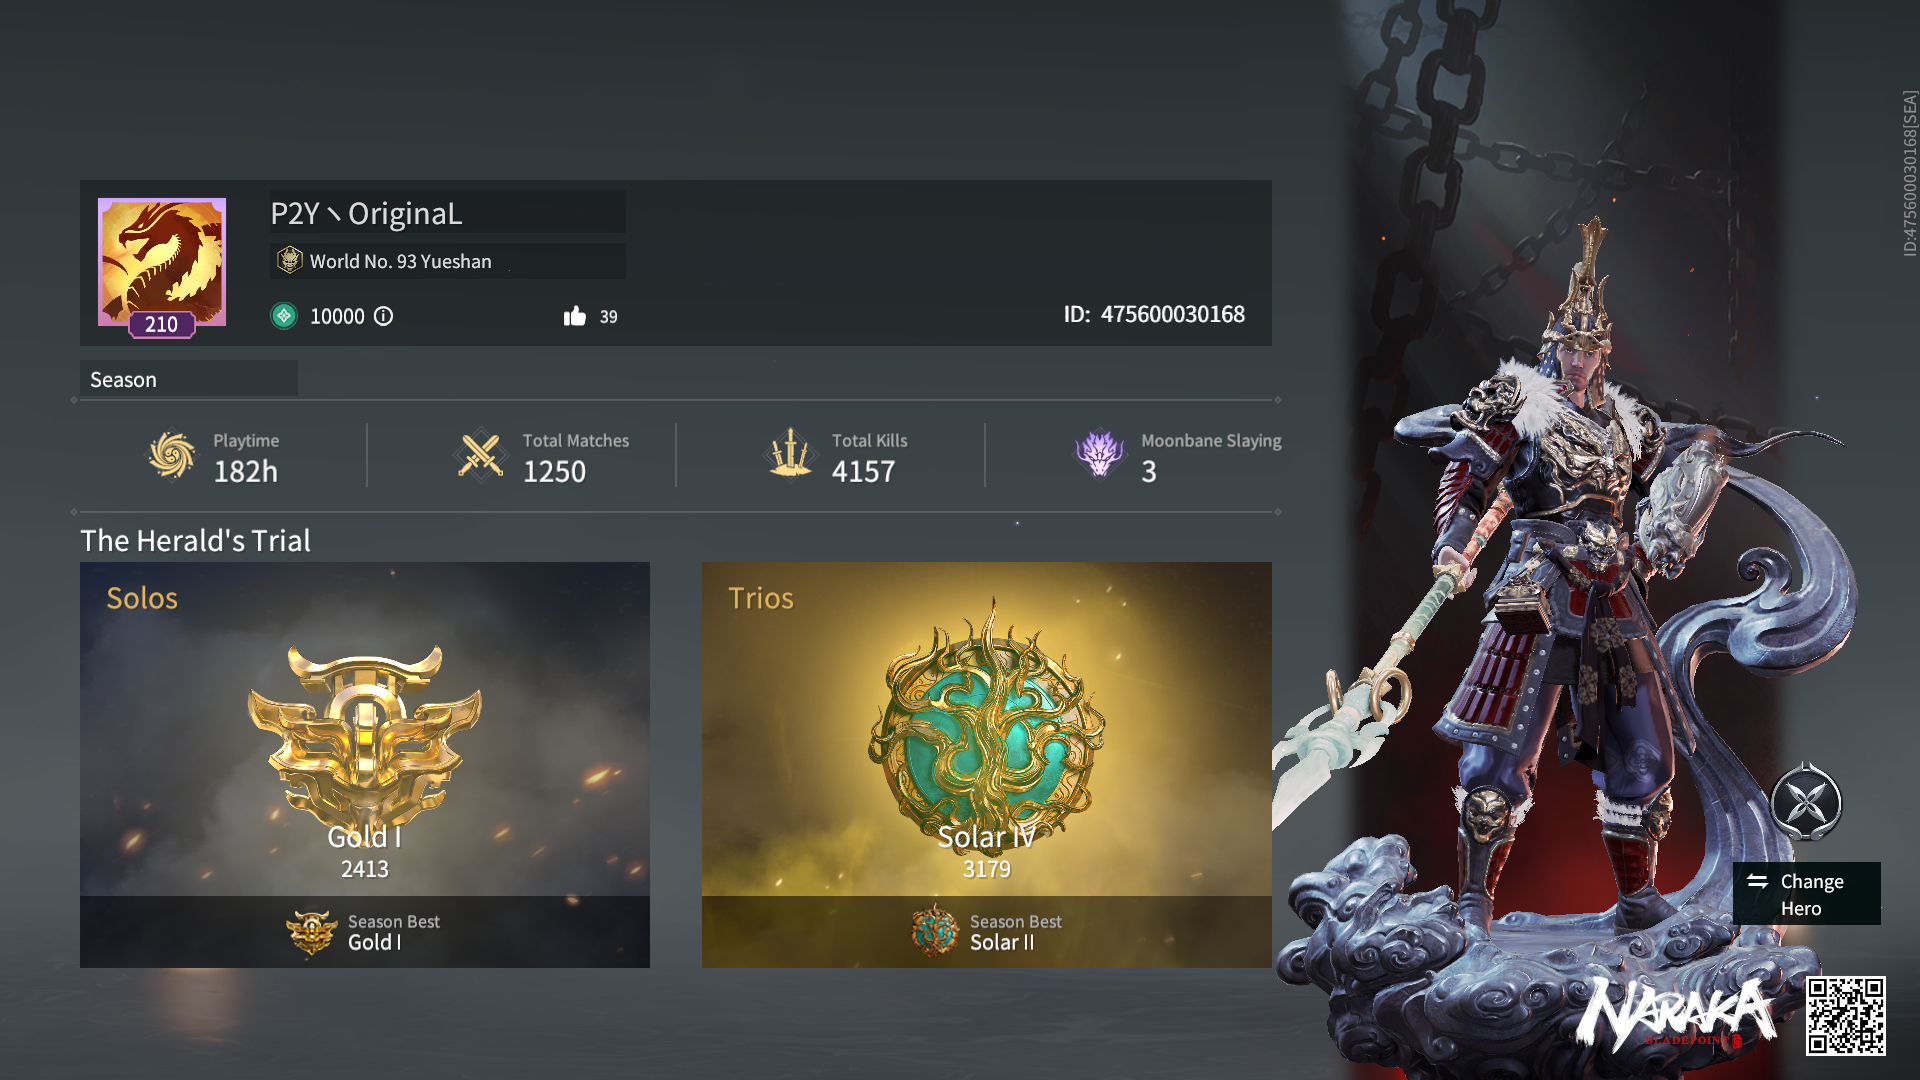 P2Y丶OriginaL
World No. 93 Yueshan
210
10000
39
ID: 475600030168
Season
Playtime
182h
Total Matches
1250
Total Kills
4157
Moonbane Slaying
3
The Herald's Trial
Solos
Gold I
2413
Season Best
Gold I
Trios
Solar IV
3179
Season Best
Solar II
ID:475600030168[SEA]
Change
Hero
NARAKA
BLADEPOINT